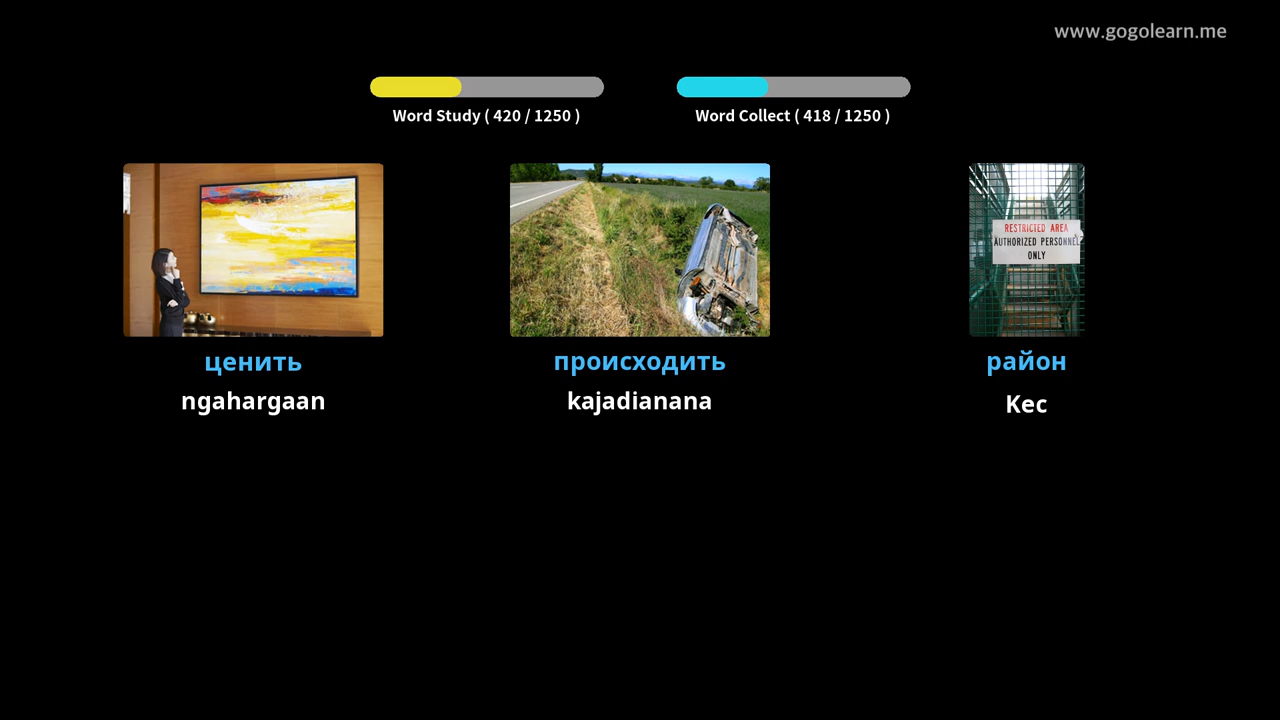 www.gogolearn.me
Word Study ( 420 / 1250 )
Word Collect ( 418 / 1250 )
RESTRICTED AREA
AUTHORIZED PERSONNEL
ONLY
ценить
происходить
район
ngahargaan
kajadianana
Kec